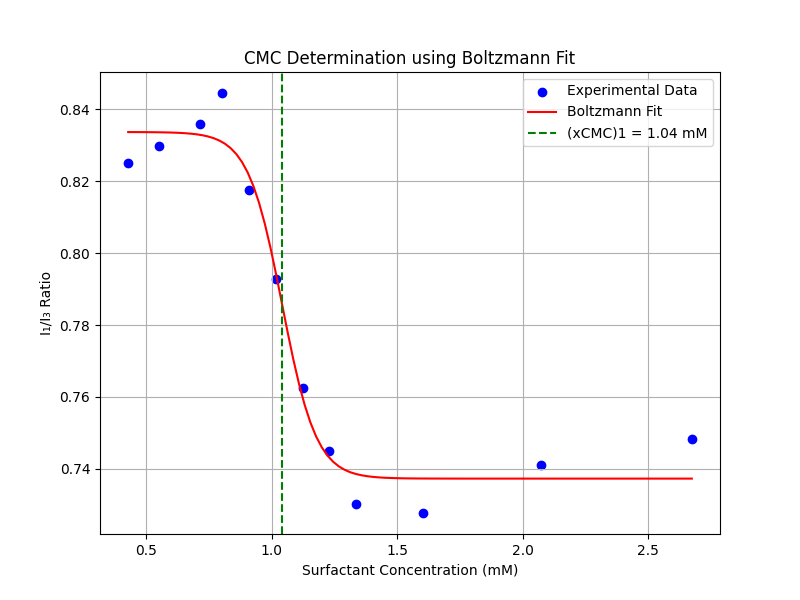 CMC Determination using Boltzmann Fit
Experimental Data
Boltzmann Fit
(xCMC)1 = 1.04 mM
I₁/I₃ Ratio
0.84
0.82
0.80
0.78
0.76
0.74
0.5 1.0 1.5 2.0 2.5
Surfactant Concentration (mM)